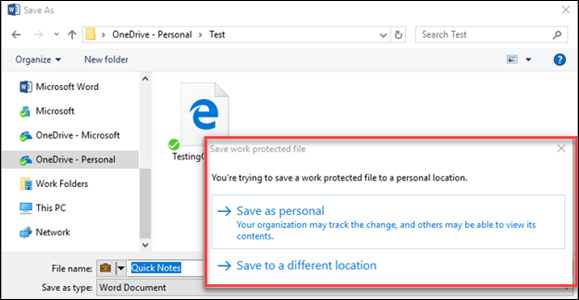 Save As
OneDrive - Personal > Test
Search Test
Organize
New folder
Microsoft Word
Microsoft
OneDrive - Microsoft
OneDrive - Personal
Work Folders
This PC
Network
Save work protected file
You're trying to save a work protected file to a personal location.
Save as personal
Your organization may track the change, and others may be able to view its
contents.
Save to a different location
File name: Quick Notes
Save as type: Word Document